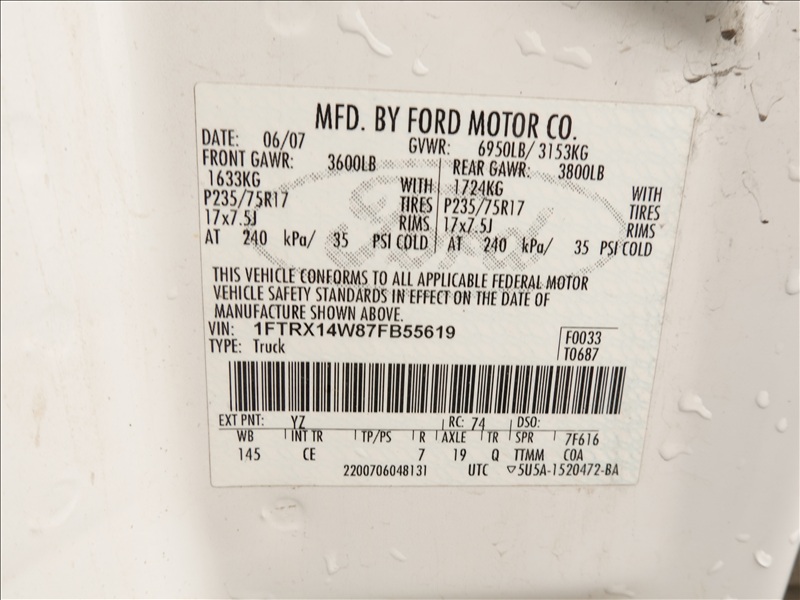 MFD. BY FORD MOTOR CO.
DATE: 06/07 GVWR: 6950LB/ 3153KG
FRONT GAWR: 3600LB REAR GAWR: 3800LB
1633KG WITH 1724KG WITH
P235/75R17 TIRES P235/75R17 TIRES
17x7.5J RIMS 17x7.5J RIMS
AT 240 kPa/ 35 PSI COLD AT 240 kPa/ 35 PSI COLD
Ford
THIS VEHICLE CONFORMS TO ALL APPLICABLE FEDERAL MOTOR
VEHICLE SAFETY STANDARDS IN EFFECT ON THE DATE OF
MANUFACTURE SHOWN ABOVE.
VIN: 1FTRX14W87FB55619 F0033
TYPE: Truck T0687
EXT PNT: YZ RC: 74 DSO:
WB INT TR TP/PS R AXLE TR SPR 7F616
145 CE 7 19 Q TTMM COA
2200706048131 UTC ▽5U5A-1520472-BA